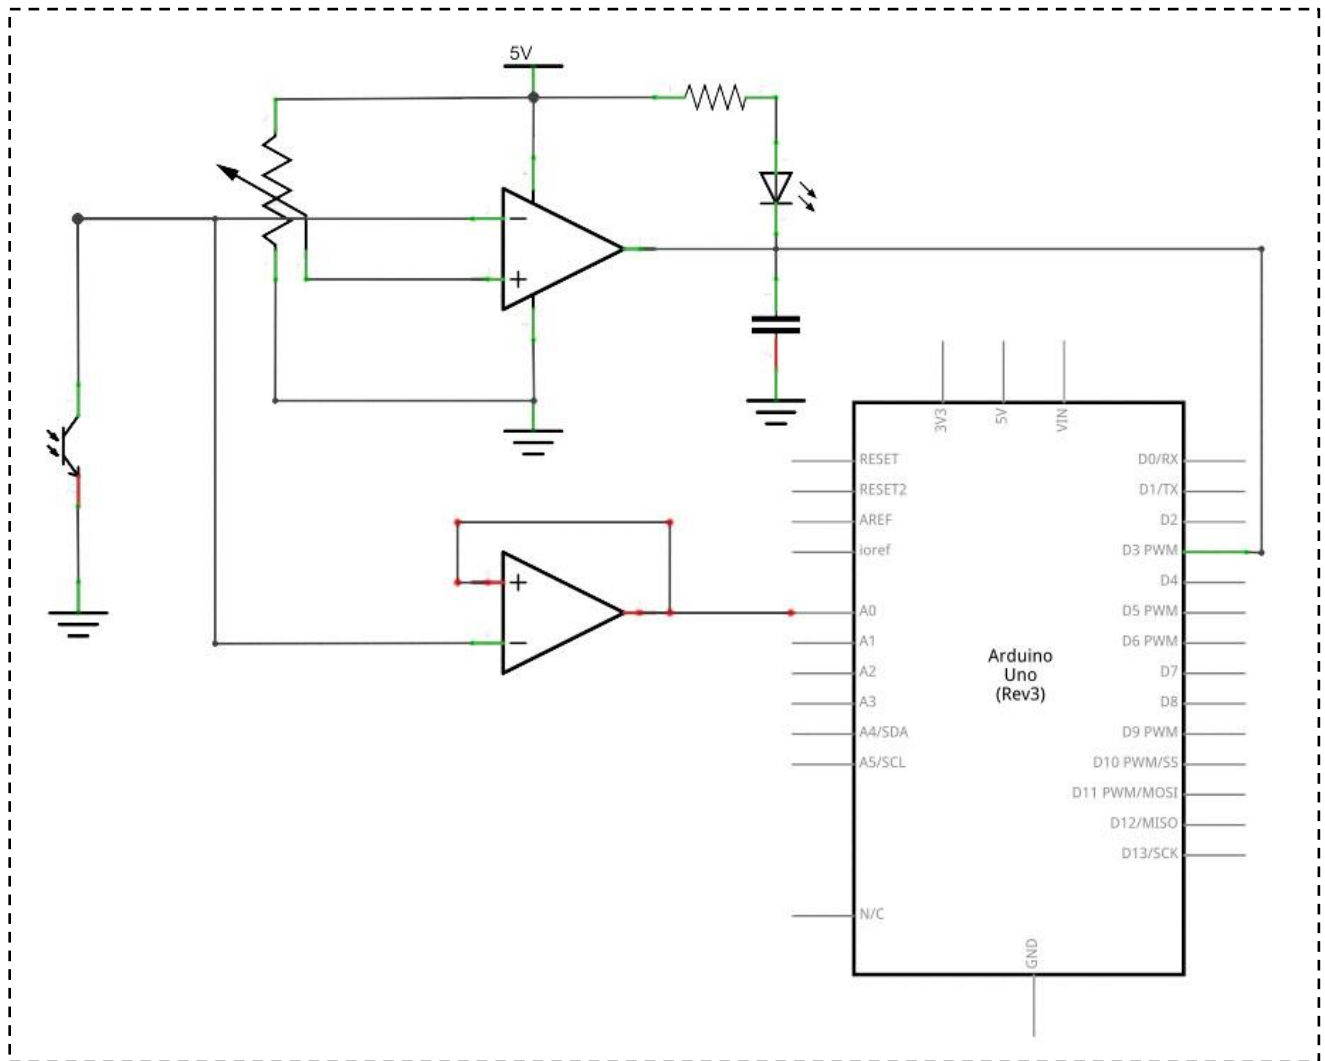 5V
−
+
+
−
3V3
5V
VIN
RESET
RESET2
AREF
ioref
A0
A1
A2
A3
A4/SDA
A5/SCL
N/C
D0/RX
D1/TX
D2
D3 PWM
D4
D5 PWM
D6 PWM
D7
D8
D9 PWM
D10 PWM/SS
D11 PWM/MOSI
D12/MISO
D13/SCK
Arduino
Uno
(Rev3)
GND